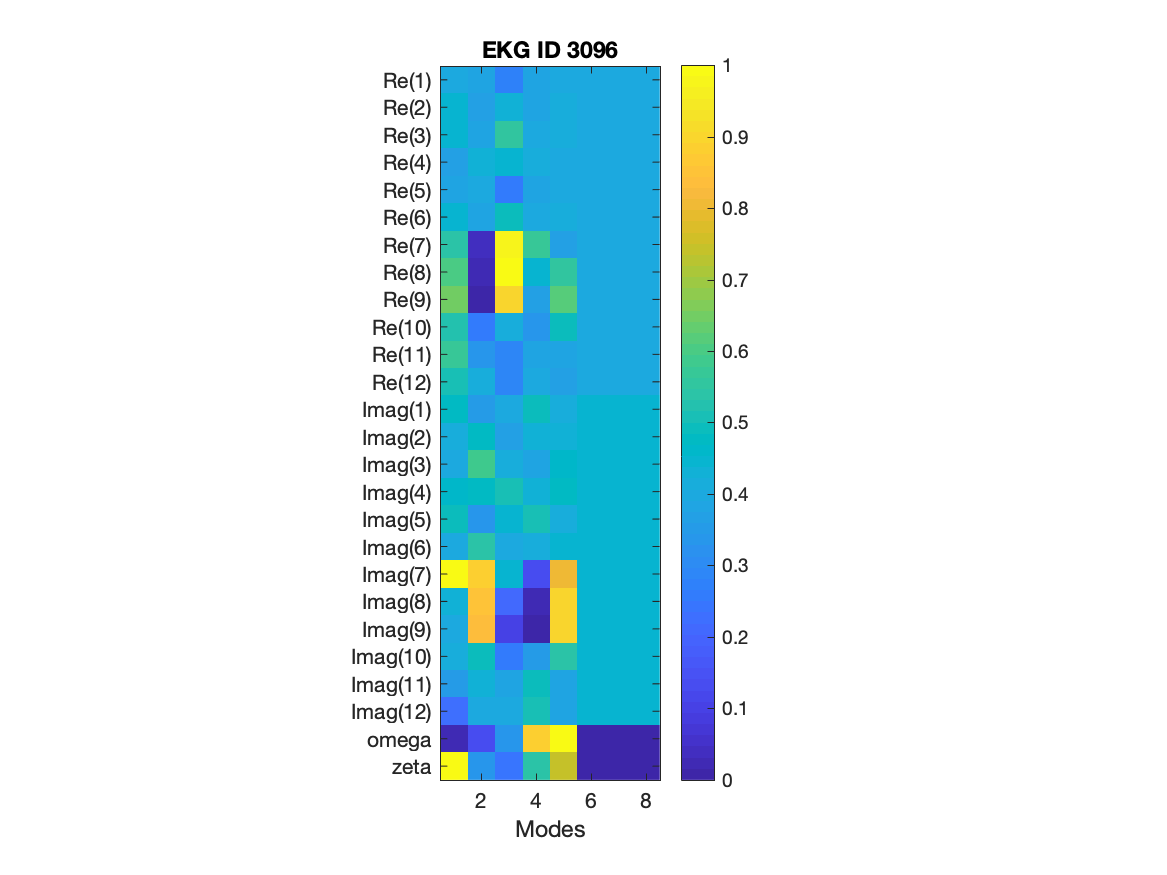 EKG ID 3096
Re(1)
Re(2)
Re(3)
Re(4)
Re(5)
Re(6)
Re(7)
Re(8)
Re(9)
Re(10)
Re(11)
Re(12)
Imag(1)
Imag(2)
Imag(3)
Imag(4)
Imag(5)
Imag(6)
Imag(7)
Imag(8)
Imag(9)
Imag(10)
Imag(11)
Imag(12)
omega
zeta
2 4 6 8
Modes
1
0.9
0.8
0.7
0.6
0.5
0.4
0.3
0.2
0.1
0